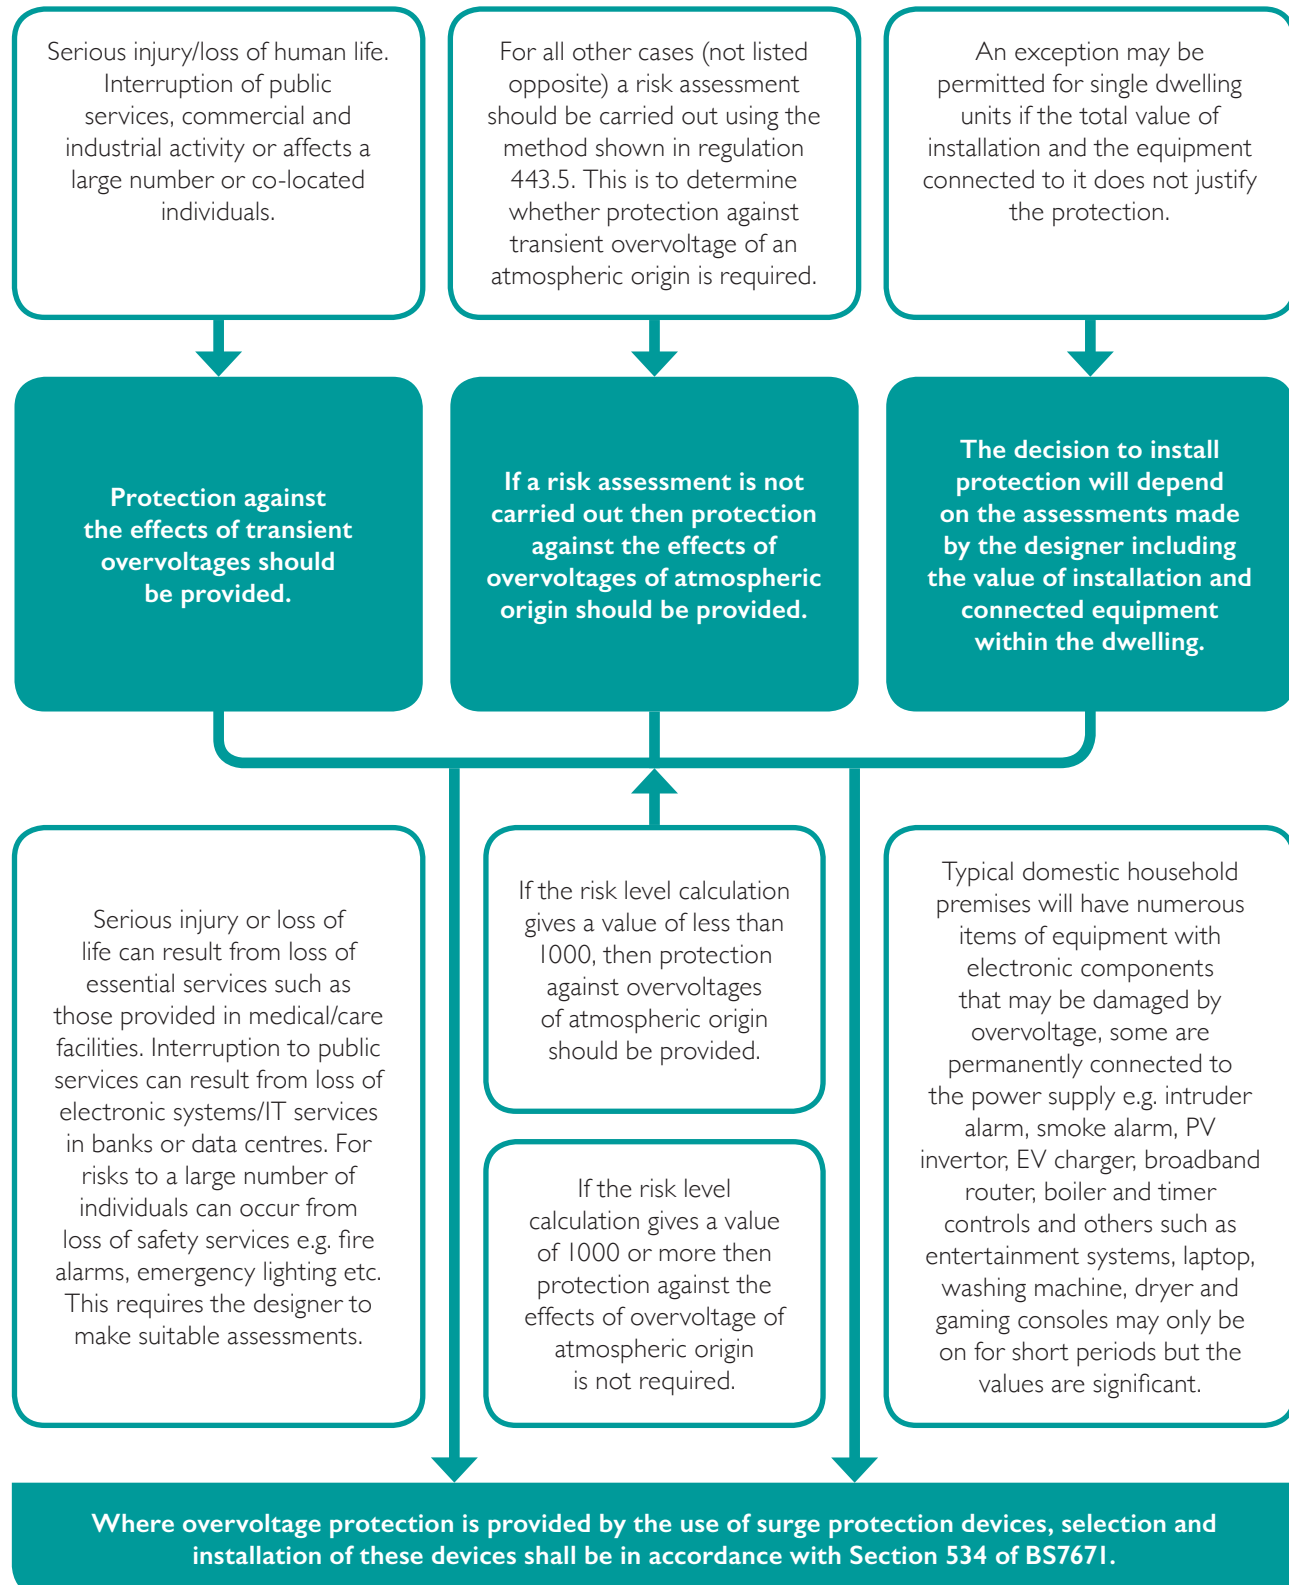 Serious injury/loss of human life.
Interruption of public
services, commercial and
industrial activity or affects a
large number or co-located
individuals.
For all other cases (not listed
opposite) a risk assessment
should be carried out using the
method shown in regulation
443.5. This is to determine
whether protection against
transient overvoltage of an
atmospheric origin is required.
An exception may be
permitted for single dwelling
units if the total value of
installation and the equipment
connected to it does not justify
the protection.
Protection against
the effects of transient
overvoltages should
be provided.
If a risk assessment is not
carried out then protection
against the effects of
overvoltages of atmospheric
origin should be provided.
The decision to install
protection will depend
on the assessments made
by the designer including
the value of installation and
connected equipment
within the dwelling.
Serious injury or loss of
life can result from loss of
essential services such as
those provided in medical/care
facilities. Interruption to public
services can result from loss of
electronic systems/IT services
in banks or data centres. For
risks to a large number of
individuals can occur from
loss of safety services e.g. fire
alarms, emergency lighting etc.
This requires the designer to
make suitable assessments.
If the risk level calculation
gives a value of less than
1000, then protection
against overvoltages
of atmospheric origin
should be provided.
If the risk level
calculation gives a value
of 1000 or more then
protection against the
effects of overvoltage of
atmospheric origin
is not required.
Typical domestic household
premises will have numerous
items of equipment with
electronic components
that may be damaged by
overvoltage, some are
permanently connected to
the power supply e.g. intruder
alarm, smoke alarm, PV
invertor, EV charger, broadband
router, boiler and timer
controls and others such as
entertainment systems, laptop,
washing machine, dryer and
gaming consoles may only be
on for short periods but the
values are significant.
Where overvoltage protection is provided by the use of surge protection devices, selection and
installation of these devices shall be in accordance with Section 534 of BS7671.